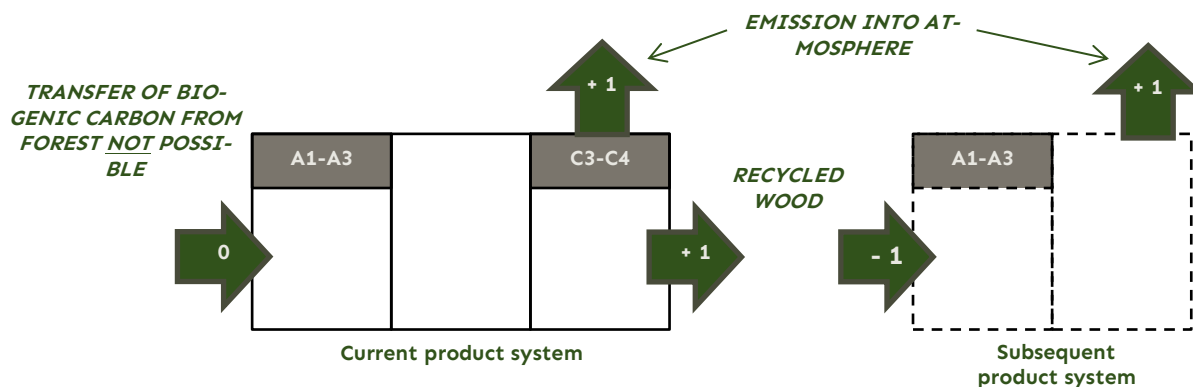 EMISSION INTO AT-
MOSPHERE
TRANSFER OF BIO-
GENIC CARBON FROM
FOREST NOT POSSI-
BLE
+ 1
+ 1
A1-A3
C3-C4
A1-A3
RECYCLED
WOOD
0
+ 1
- 1
Current product system
Subsequent
product system